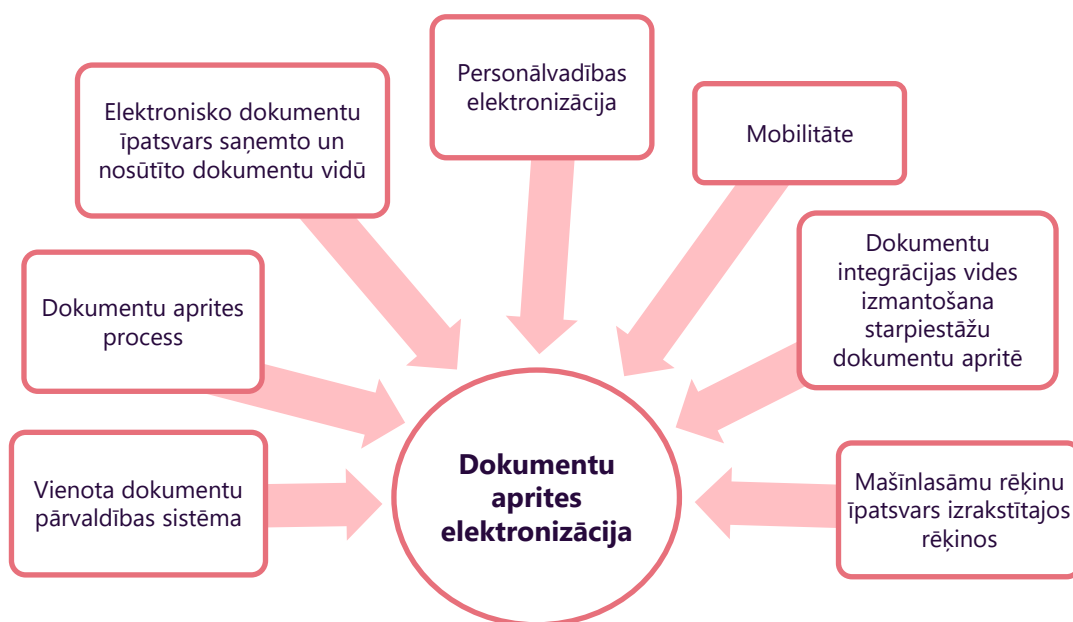 Personālvadības
elektronizācija
Elektronisko dokumentu
īpatsvars saņemto un
nosūtīto dokumentu vidū
Mobilitāte
Dokumentu aprites
process
Dokumentu
integrācijas vides
izmantošana
starpiestāžu
dokumentu apritē
Vienota dokumentu
pārvaldības sistēma
Dokumentu
aprites
elektronizācija
Mašīnlasāmu rēķinu
īpatsvars izrakstītajos
rēķinos